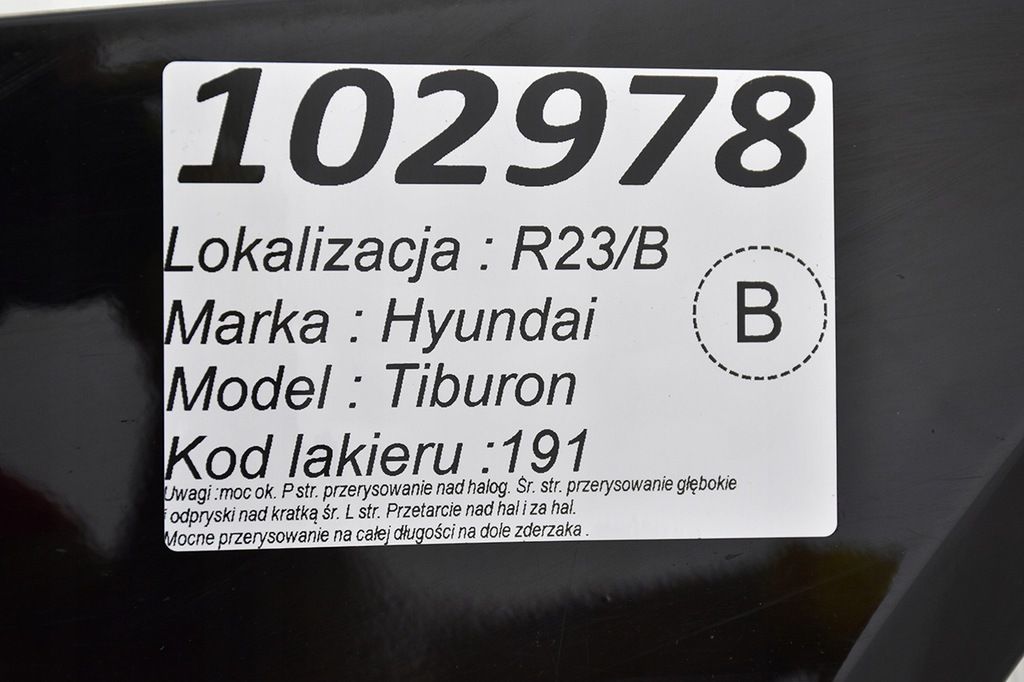 102978
Lokalizacja : R23/B
Marka : Hyundai
B
Model : Tiburon
Kod lakieru :191
Uwagi :moc ok. P str. przerysowanie nad halog. Śr. str. przerysowanie głębokie
i odpryski nad kratką śr. L str. Przetarcie nad hal i za hal.
Mocne przerysowanie na całej długości na dole zderzaka .